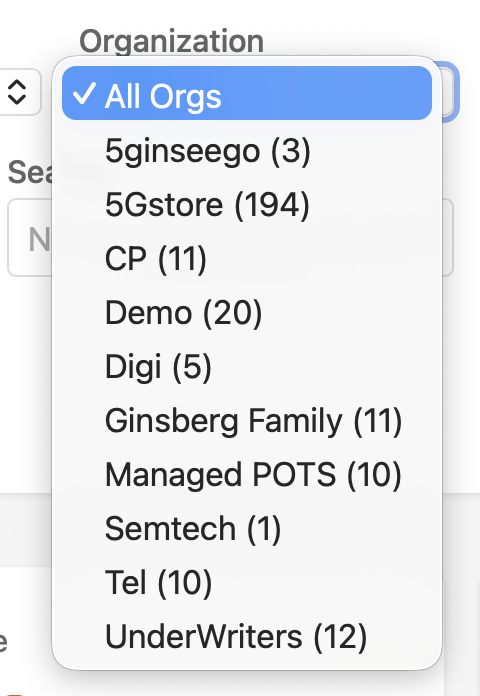 Organization
✓ All Orgs
5ginseego (3)
5Gstore (194)
CP (11)
Demo (20)
Digi (5)
Ginsberg Family (11)
Managed POTS (10)
Semtech (1)
Tel (10)
UnderWriters (12)